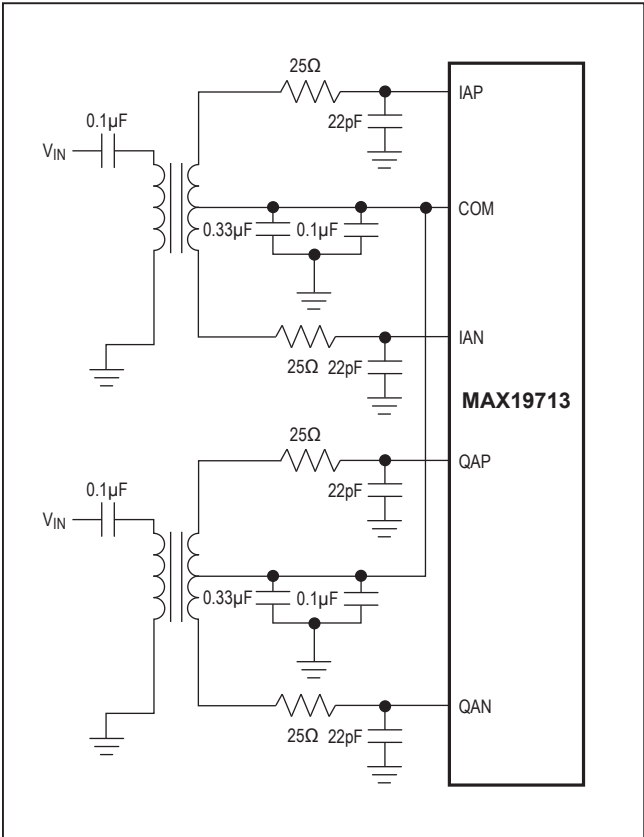 25Ω
IAP
0.1µF
22pF
VIN
COM
0.33µF 0.1µF
IAN
25Ω 22pF
MAX19713
25Ω
QAP
0.1µF
22pF
VIN
0.33µF 0.1µF
QAN
25Ω 22pF